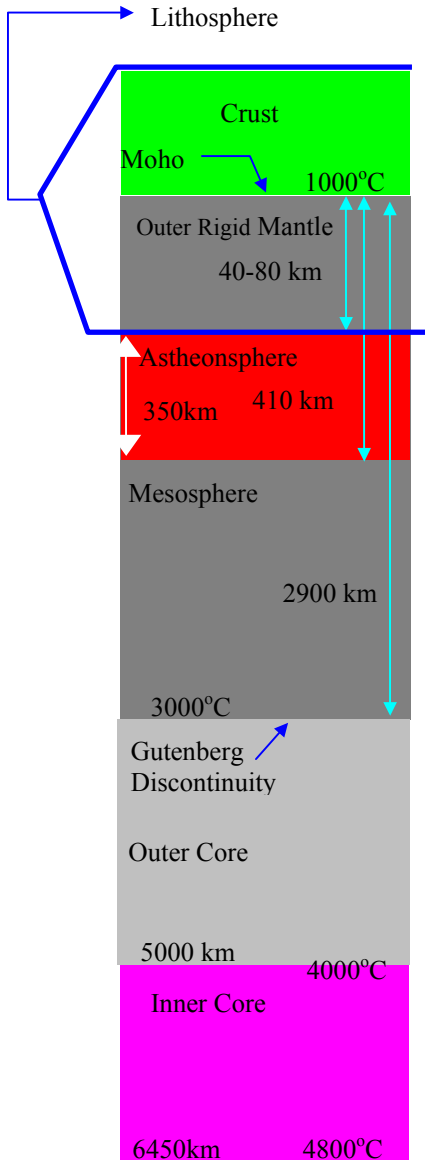 Lithosphere
Crust
Moho
1000°C
Outer Rigid Mantle
40-80 km
Astheonsphere
350km
410 km
Mesosphere
2900 km
3000°C
Gutenberg
Discontinuity
Outer Core
5000 km
4000°C
Inner Core
6450km
4800°C